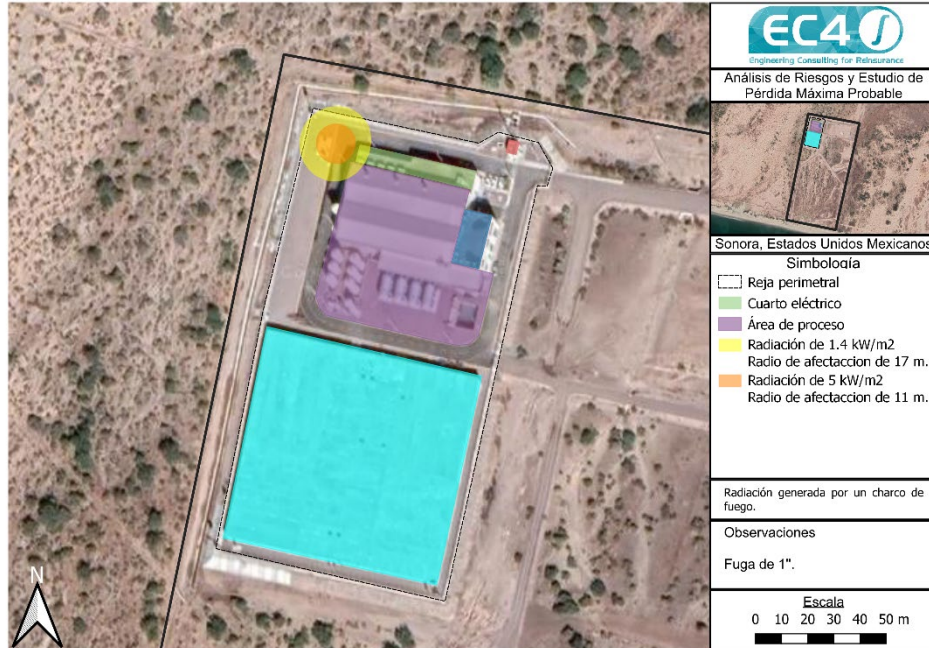 EC4
Engineering Consulting for Reinsurance
Análisis de Riesgos y Estudio de
Pérdida Máxima Probable
Sonora, Estados Unidos Mexicanos
Simbología
Reja perimetral
Cuarto eléctrico
Área de proceso
Radiación de 1.4 kW/m2
Radio de afectaccion de 17 m.
Radiación de 5 kW/m2
Radio de afectaccion de 11 m.
Radiación generada por un charco de
fuego.
Observaciones
Fuga de 1".
Escala
0 10 20 30 40 50 m
N